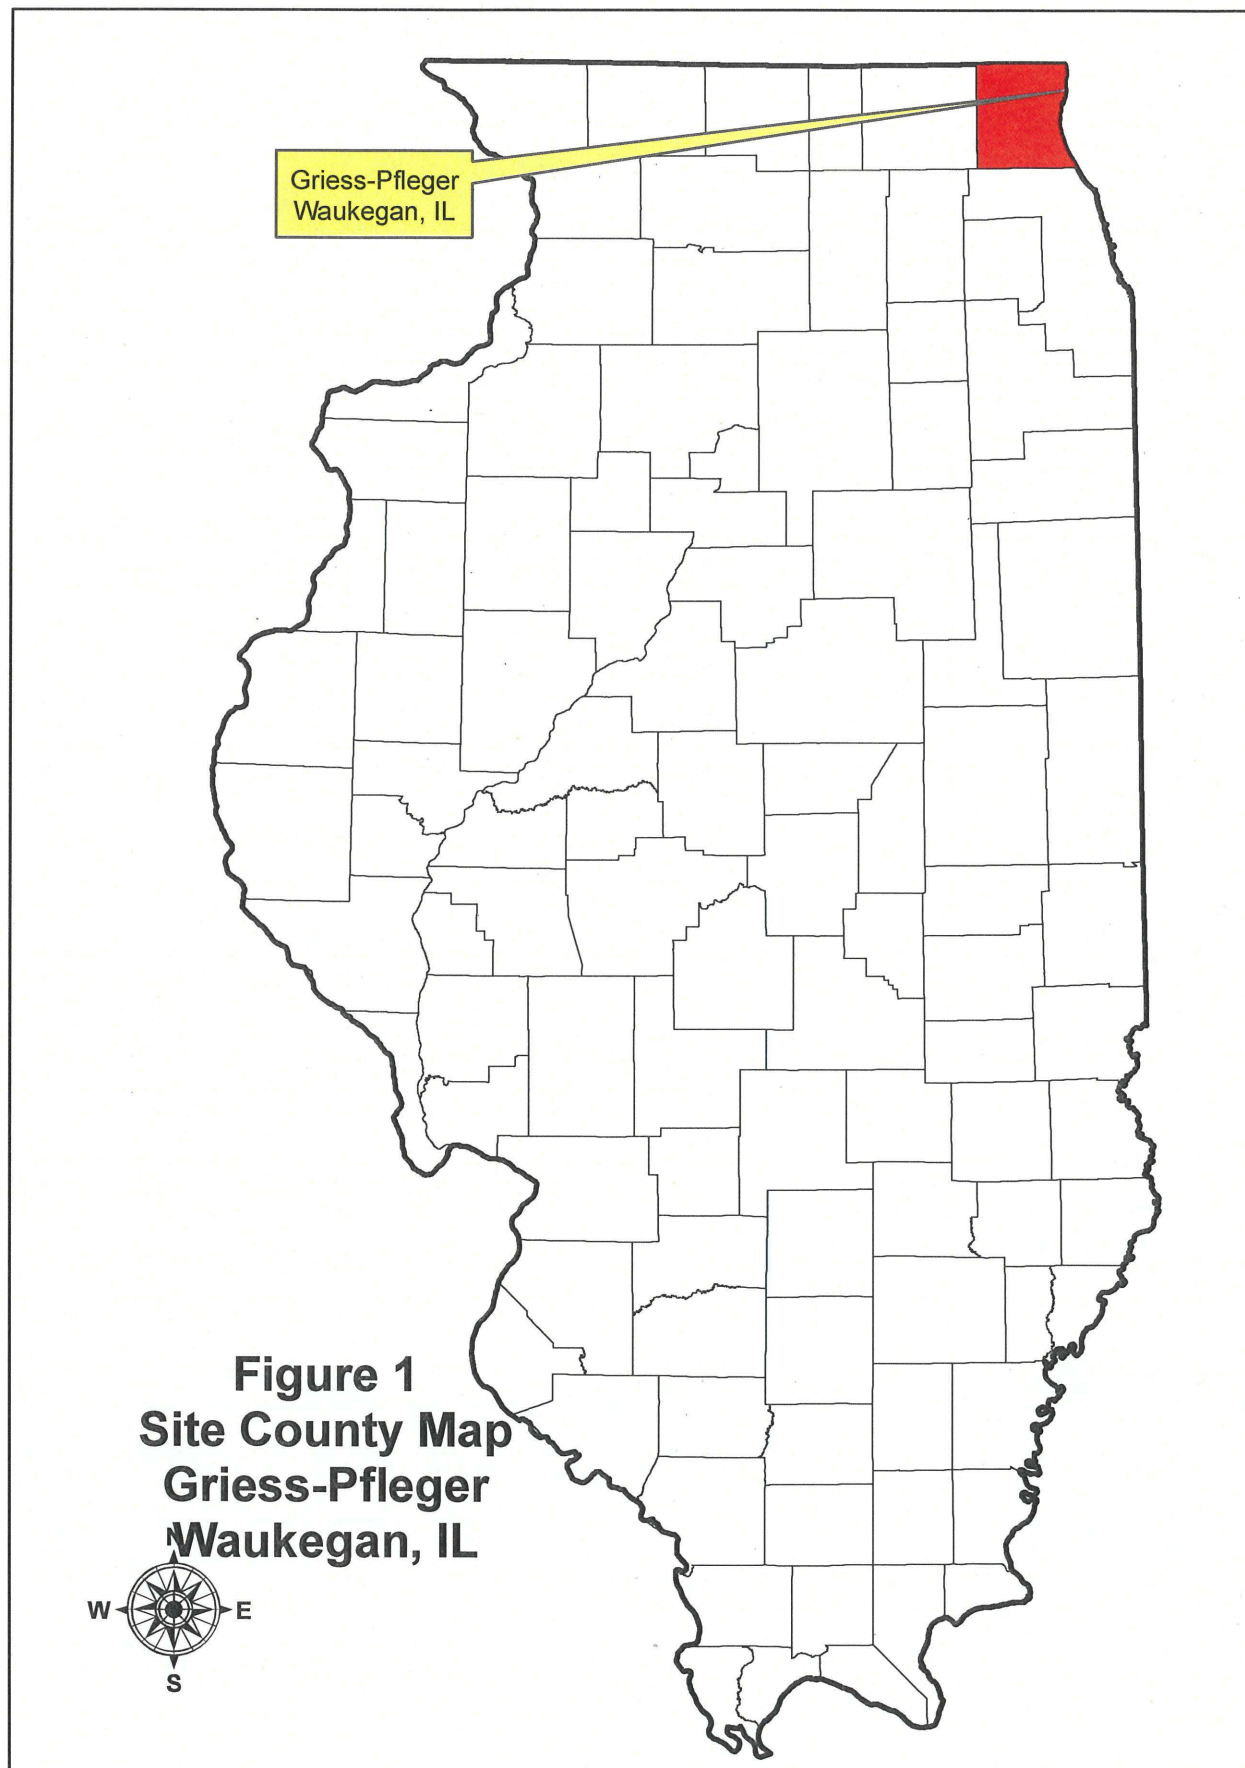 Griess-Pfleger
Waukegan, IL
Figure 1
Site County Map
Griess-Pfleger
Waukegan, IL
N
W
E
S